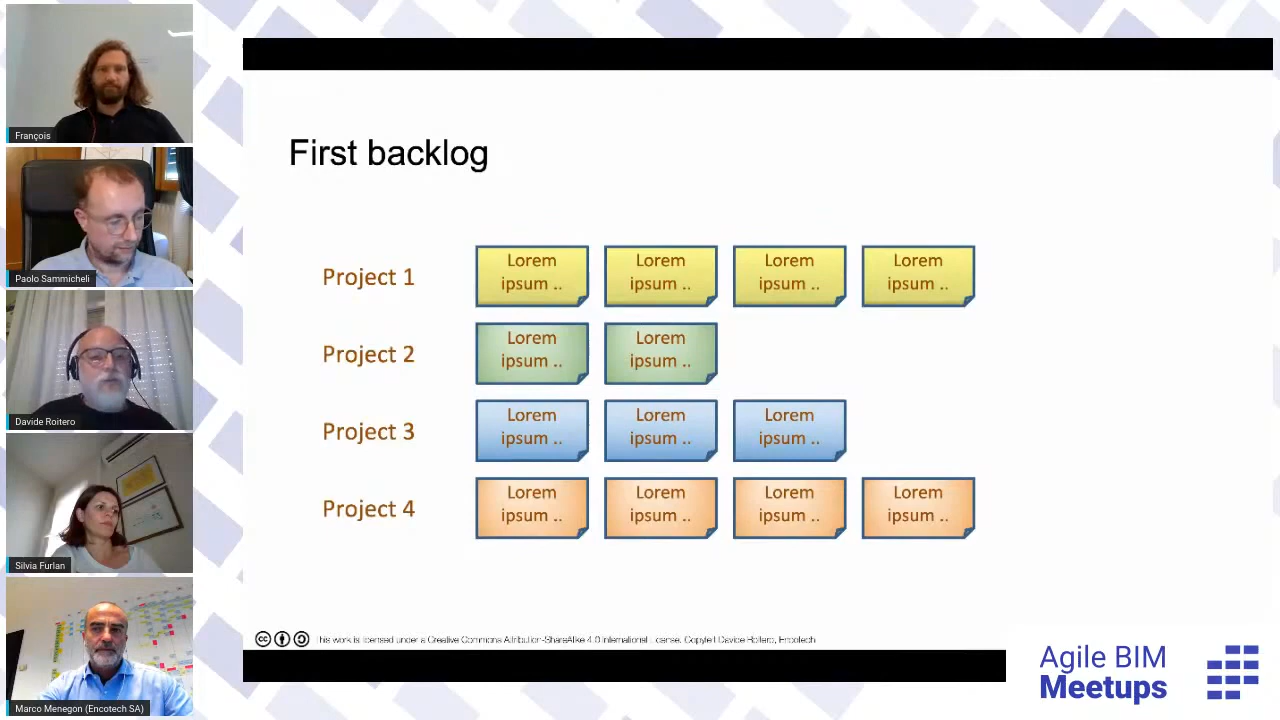 François
Paolo Sammicheli
Davide Roitero
Silvia Furlan
Marco Menegon (Encotech SA)
First backlog
Project 1
Lorem
ipsum ..
Lorem
ipsum ..
Lorem
ipsum ..
Lorem
ipsum ..
Project 2
Lorem
ipsum ..
Lorem
ipsum ..
Project 3
Lorem
ipsum ..
Lorem
ipsum ..
Lorem
ipsum ..
Project 4
Lorem
ipsum ..
Lorem
ipsum ..
Lorem
ipsum ..
Lorem
ipsum ..
This work is licensed under a Creative Commons Attribution-ShareAlike 4.0 International License. Copyleft Davide Roitero, Encotech
Agile BIM
Meetups